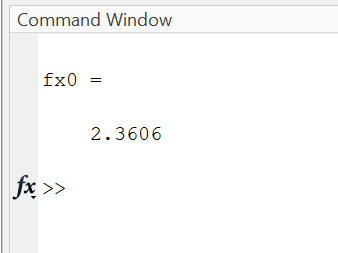 Command Window
fx0 =
2.3606
fx >>